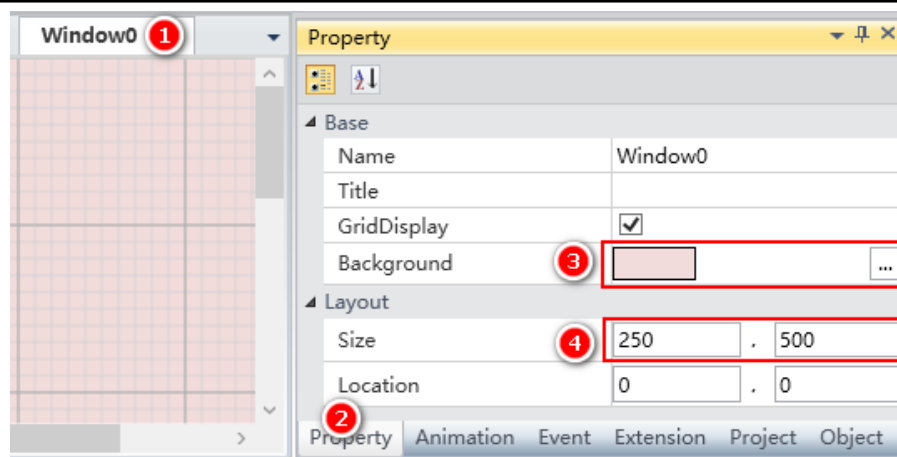 Window0 1
Property
Base
Name Window0
Title
GridDisplay
Background 3 ...
Layout
Size 4 250 , 500
Location 0 , 0
2
Property Animation Event Extension Project Object